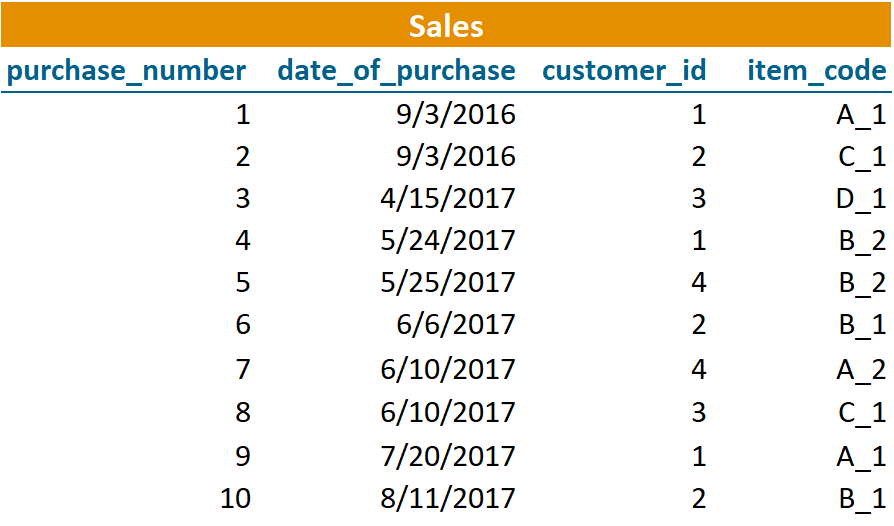 Sales
purchase_number date_of_purchase customer_id item_code
1 9/3/2016 1 A_1
2 9/3/2016 2 C_1
3 4/15/2017 3 D_1
4 5/24/2017 1 B_2
5 5/25/2017 4 B_2
6 6/6/2017 2 B_1
7 6/10/2017 4 A_2
8 6/10/2017 3 C_1
9 7/20/2017 1 A_1
10 8/11/2017 2 B_1